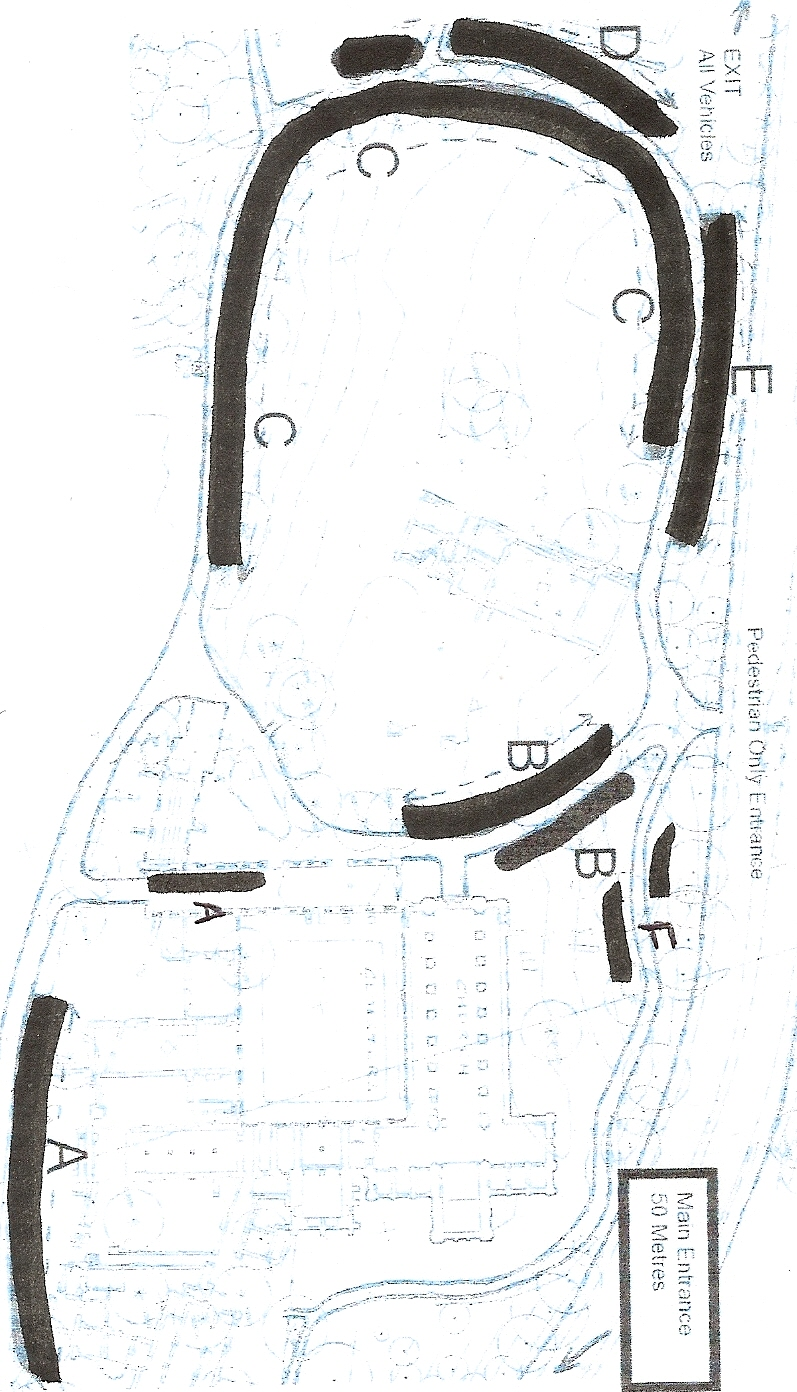 EXIT
All Vehicles
D
E
C
C
C
Pedestrian Only Entrance
B
B
F
A
A
Main Entrance
50 Metres